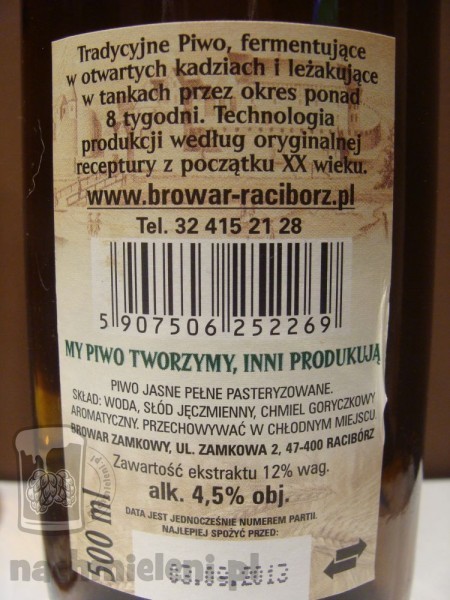 Tradycyjne Piwo, fermentujące
w otwartych kadziach i leżakujące
w tankach przez okres ponad
8 tygodni. Technologia
produkcji według oryginalnej
receptury z początku XX wieku.
www.browar-raciborz.pl
Tel. 32 415 21 28
5 907506 252269
MY PIWO TWORZYMY, INNI PRODUKUJĄ
PIWO JASNE PEŁNE PASTERYZOWANE.
SKŁAD: WODA, SŁÓD JĘCZMIENNY, CHMIEL GORYCZKOWY
AROMATYCZNY. PRZECHOWYWAĆ W CHŁODNYM MIEJSCU
BROWAR ZAMKOWY, UL. ZAMKOWA 2, 47-400 RACIBÓRZ
Zawartość ekstraktu 12% wag.
alk. 4,5% obj.
500 ml
DATA JEST JEDNOCZEŚNIE NUMEREM PARTII.
NAJLEPIEJ SPOŻYĆ PRZED:
03.09.2013
nachmieleni.pl